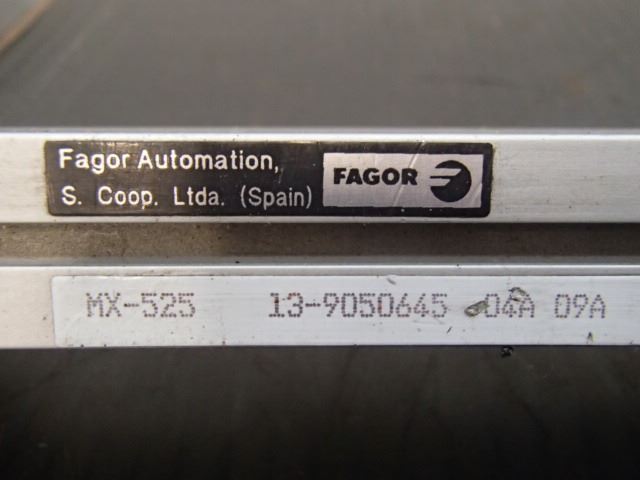 Fagor Automation,
S. Coop. Ltda. (Spain)
FAGOR
MX-525 13-9050645 04A 09A